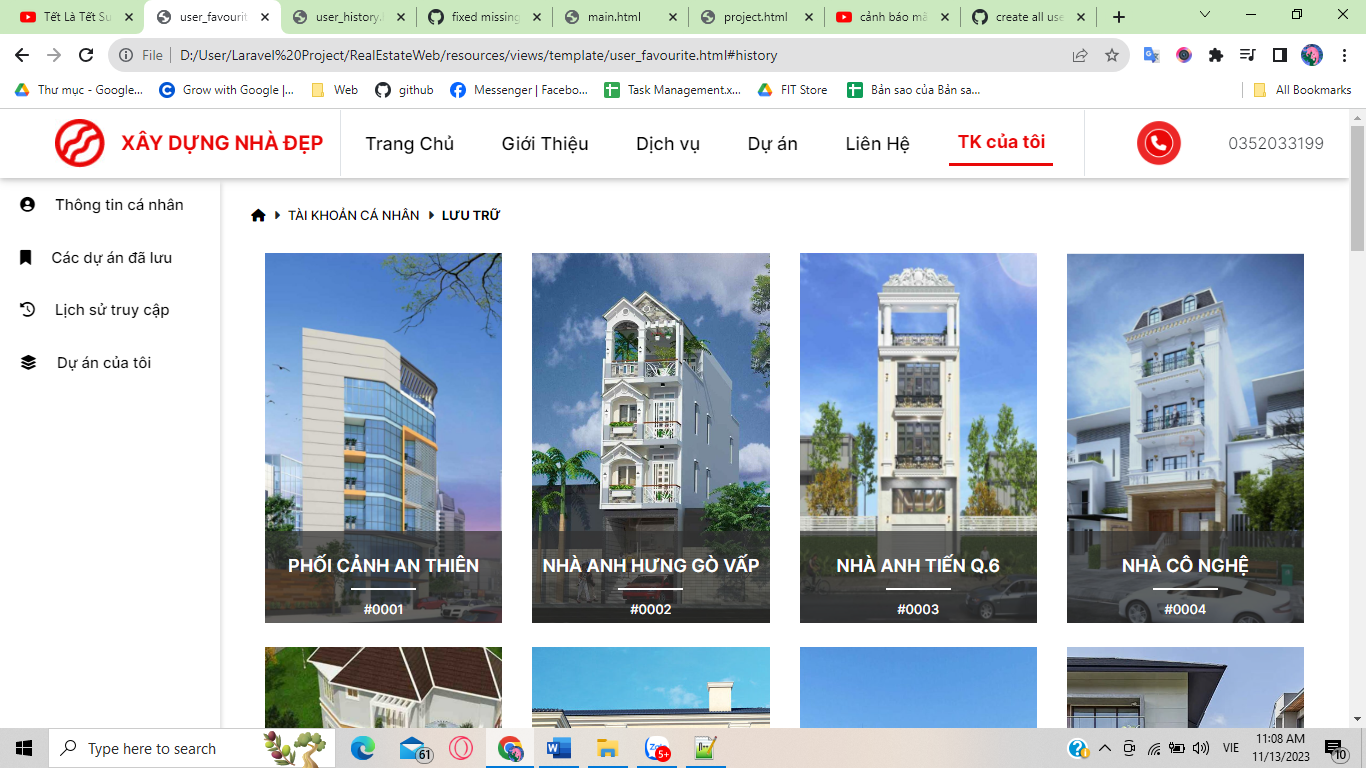 Tết Là Tết Su
user_favourit
user_history.
fixed missing
main.html
project.html
cảnh báo mã
create all use
File
D:/User/Laravel%20Project/RealEstateWeb/resources/views/template/user_favourite.html#history
Thư mục - Google...
Grow with Google |...
Web
github
Messenger | Facebo...
Task Management.x...
FIT Store
Bản sao của Bản sa...
All Bookmarks
XÂY DỰNG NHÀ ĐẸP
Trang Chủ
Giới Thiệu
Dịch vụ
Dự án
Liên Hệ
TK của tôi
0352033199
Thông tin cá nhân
Các dự án đã lưu
Lịch sử truy cập
Dự án của tôi
TÀI KHOẢN CÁ NHÂN
LƯU TRỮ
PHỐI CẢNH AN THIÊN
#0001
NHÀ ANH HƯNG GÒ VẤP
#0002
NHÀ ANH TIẾN Q.6
#0003
NHÀ CÔ NGHỆ
#0004
Type here to search
61
5+
VIE
11:08 AM
11/13/2023
10